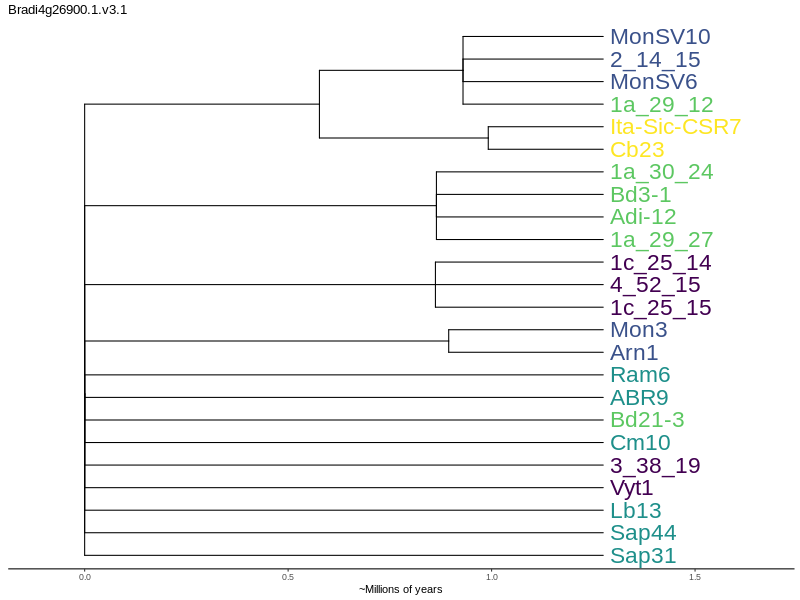 Bradi4g26900.1.v3.1
MonSV10
2_14_15
MonSV6
1a_29_12
Ita-Sic-CSR7
Cb23
1a_30_24
Bd3-1
Adi-12
1a_29_27
1c_25_14
4_52_15
1c_25_15
Mon3
Arn1
Ram6
ABR9
Bd21-3
Cm10
3_38_19
Vyt1
Lb13
Sap44
Sap31
0.0 0.5 1.0 1.5
~Millions of years